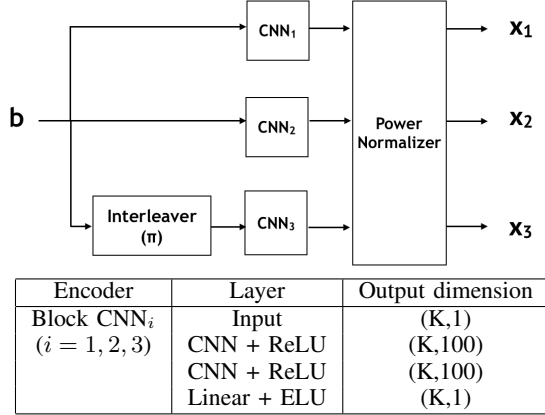 CNN₁
x₁
b
CNN₂
Power
Normalizer
x₂
Interleaver
(π)
CNN₃
x₃
Encoder Layer Output dimension
Block CNNᵢ Input (K,1)
(i = 1, 2, 3) CNN + ReLU (K,100)
CNN + ReLU (K,100)
Linear + ELU (K,1)